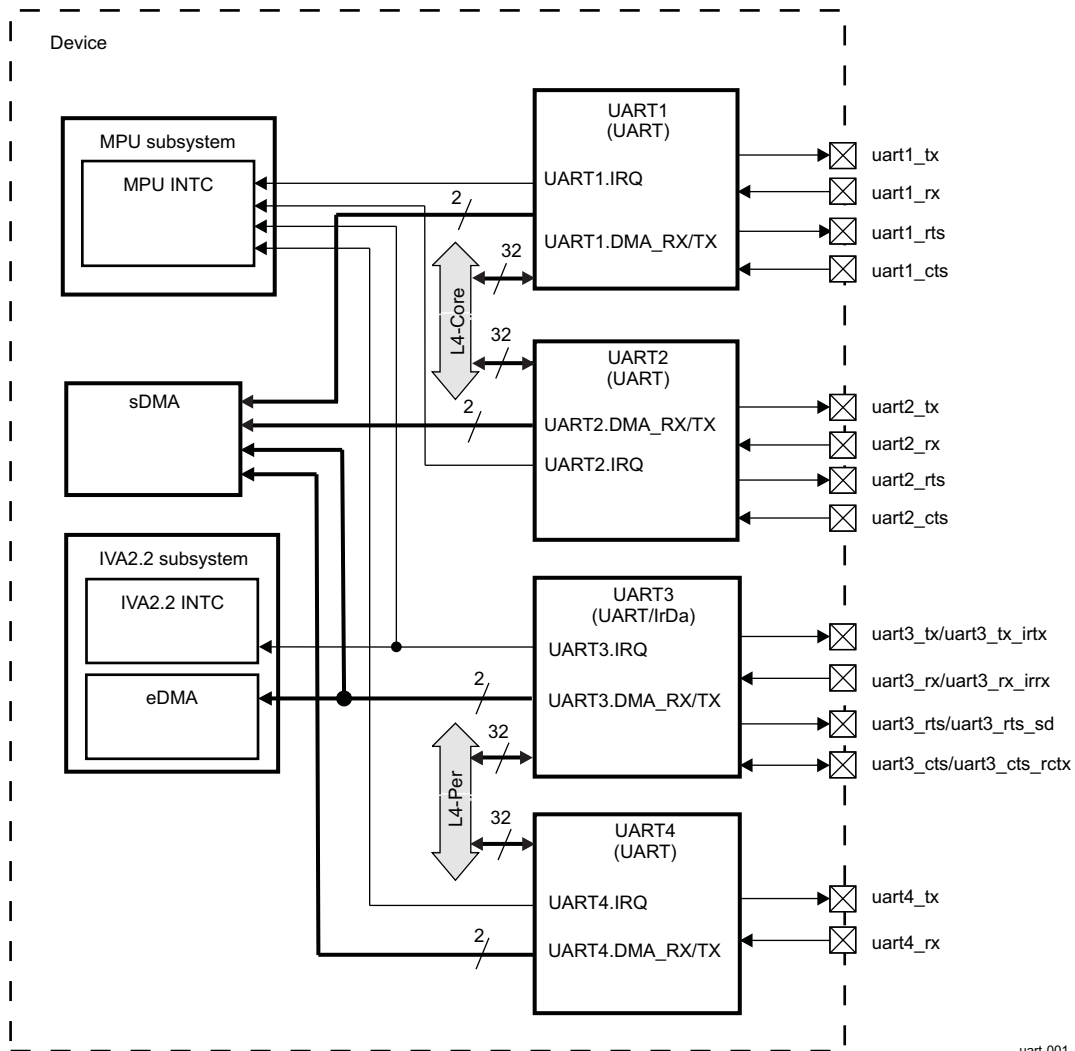 Device
MPU subsystem
MPU INTC
sDMA
IVA2.2 subsystem
IVA2.2 INTC
eDMA
2
32
L4-Core
32
2
2
32
L4-Per
32
2
UART1
(UART)
UART1.IRQ
UART1.DMA_RX/TX
UART2
(UART)
UART2.DMA_RX/TX
UART2.IRQ
UART3
(UART/IrDa)
UART3.IRQ
UART3.DMA_RX/TX
UART4
(UART)
UART4.IRQ
UART4.DMA_RX/TX
uart1_tx
uart1_rx
uart1_rts
uart1_cts
uart2_tx
uart2_rx
uart2_rts
uart2_cts
uart3_tx/uart3_tx_irtx
uart3_rx/uart3_rx_irrx
uart3_rts/uart3_rts_sd
uart3_cts/uart3_cts_rctx
uart4_tx
uart4_rx
uart-001